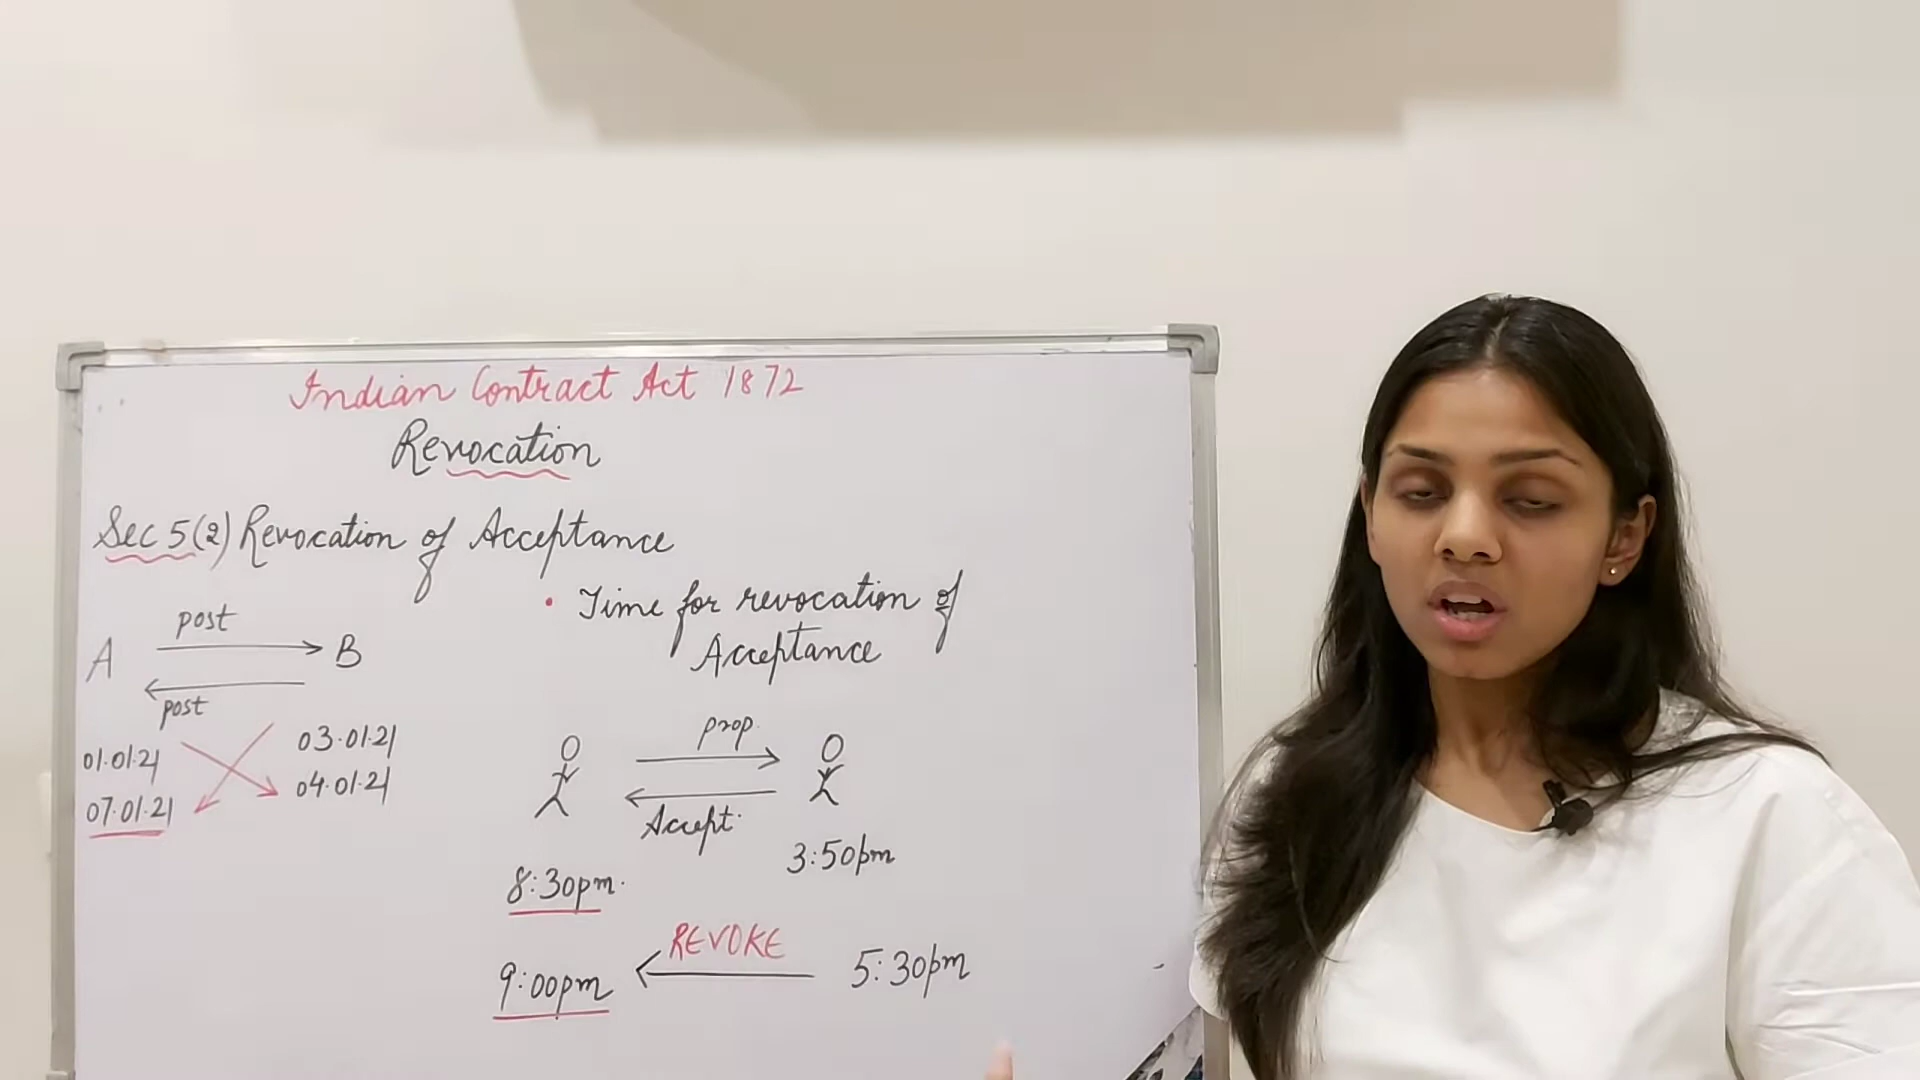 Indian Contract Act 1872
Revocation
Sec 5(2) Revocation of Acceptance
post
A B
post
01.01.21 03.01.21
07.01.21 04.01.21
• Time for revocation of
Acceptance
prop.
Accept.
3:50pm
8:30pm.
REVOKE
9:00pm 5:30pm